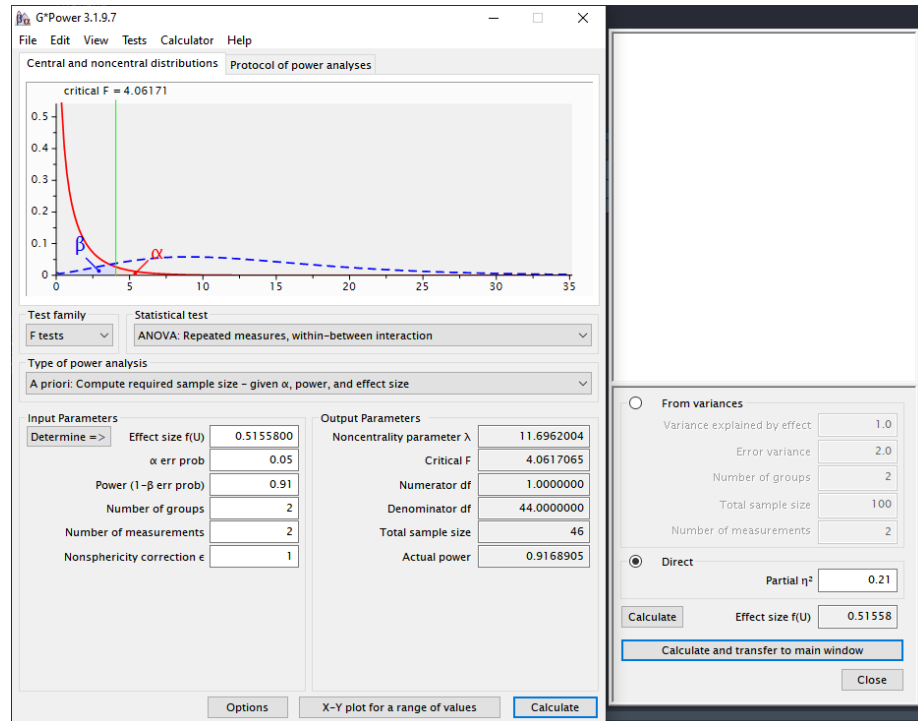 G*Power 3.1.9.7
File Edit View Tests Calculator Help
Central and noncentral distributions Protocol of power analyses
critical F = 4.06171
0.5
0.4
0.3
0.2
0.1
0
β
α
0 5 10 15 20 25 30 35
Test family Statistical test
F tests ANOVA: Repeated measures, within-between interaction
Type of power analysis
A priori: Compute required sample size - given α, power, and effect size
Input Parameters
Determine => Effect size f(U) 0.5155800
α err prob 0.05
Power (1-β err prob) 0.91
Number of groups 2
Number of measurements 2
Nonsphericity correction ϵ 1
Output Parameters
Noncentrality parameter λ 11.6962004
Critical F 4.0617065
Numerator df 1.0000000
Denominator df 44.0000000
Total sample size 46
Actual power 0.9168905
Options X-Y plot for a range of values Calculate
From variances
Variance explained by effect 1.0
Error variance 2.0
Number of groups 2
Total sample size 100
Number of measurements 2
Direct
Partial η² 0.21
Calculate Effect size f(U) 0.51558
Calculate and transfer to main window
Close